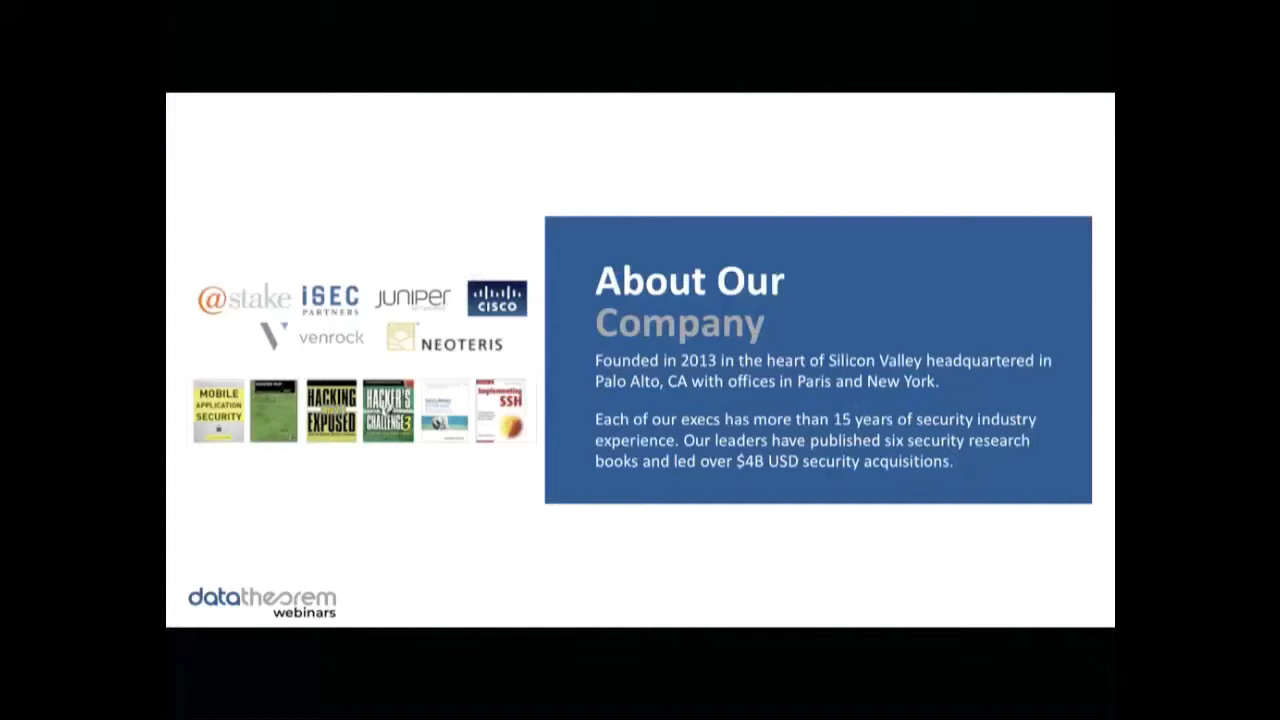 @stake
iSEC
PARTNERS
JUNIPER
CISCO
venrock
NEOTERIS
MOBILE
APPLICATION
SECURITY
HACKING
EXPOSED
HACKER'S
CHALLENGE 3
Implementing
SSH
About Our
Company
Founded in 2013 in the heart of Silicon Valley headquartered in
Palo Alto, CA with offices in Paris and New York.
Each of our execs has more than 15 years of security industry
experience. Our leaders have published six security research
books and led over $4B USD security acquisitions.
datatheorem
webinars